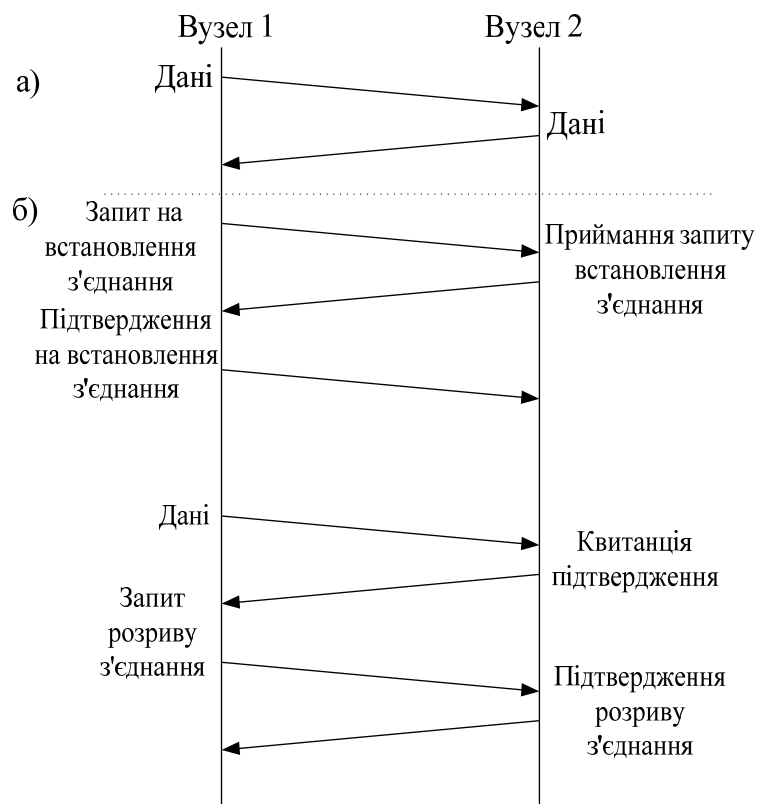 Вузел 1
Вузел 2
а)
Дані
Дані
б)
Запит на
встановлення
з'єднання
Приймання запиту
встановлення
з'єднання
Підтвердження
на встановлення
з'єднання
Дані
Квитанція
підтвердження
Запит
розриву
з'єднання
Підтвердження
розриву
з'єднання